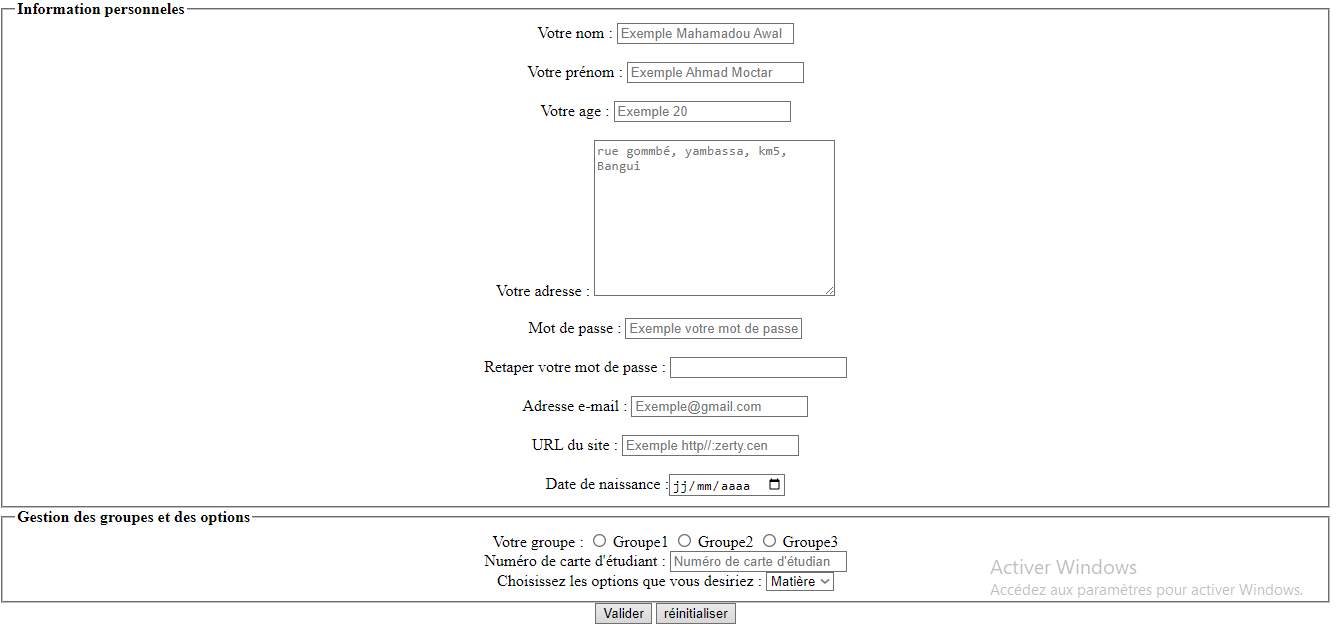 Information personneles
Votre nom : Exemple Mahamadou Awal
Votre prénom : Exemple Ahmad Moctar
Votre age : Exemple 20
rue gommbé, yambassa, km5,
Bangui
Votre adresse :
Mot de passe : Exemple votre mot de passe
Retaper votre mot de passe :
Adresse e-mail : Exemple@gmail.com
URL du site : Exemple http//:zerty.cen
Date de naissance : jj/mm/aaaa
Gestion des groupes et des options
Votre groupe : Groupe1 Groupe2 Groupe3
Numéro de carte d'étudiant : Numéro de carte d'étudian
Choisissez les options que vous desiriez : Matière
Activer Windows
Accédez aux paramètres pour activer Windows.
Valider réinitialiser